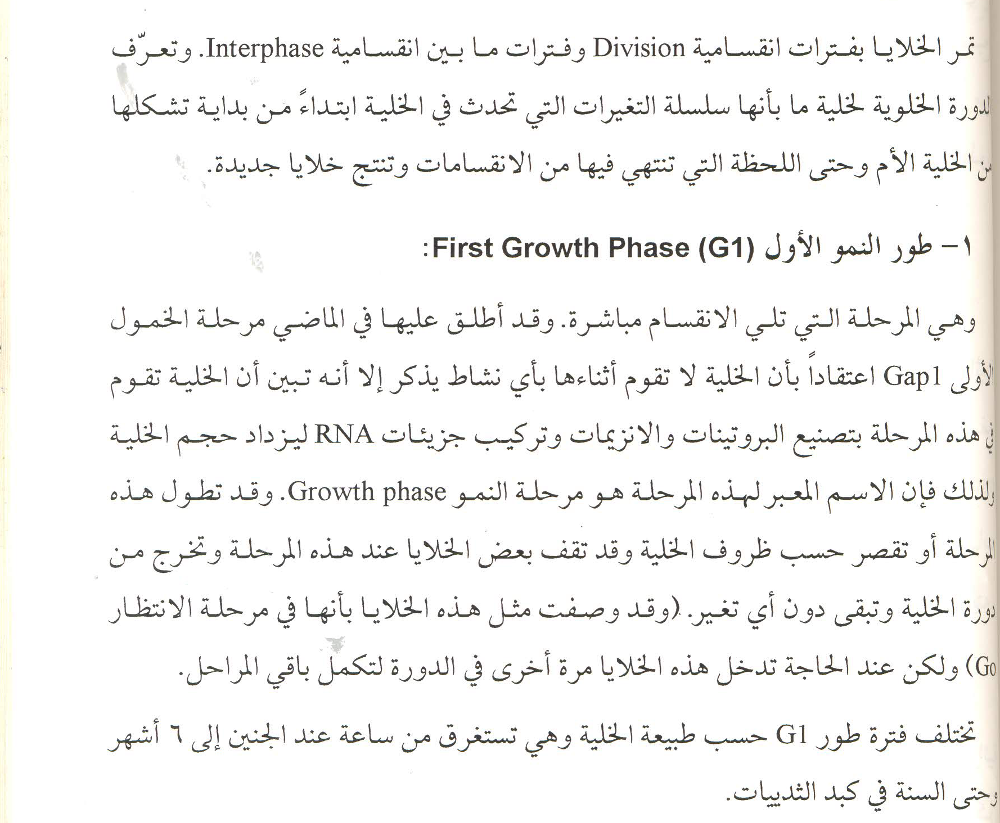 تمر الخلايا بفترات انقسامية Division وفترات ما بين انقسامية Interphase. وتعرّف
الدورة الخلوية لخلية ما بأنها سلسلة التغيرات التي تحدث في الخلية ابتداءً من بداية تشكلها
من الخلية الأم وحتى اللحظة التي تنتهي فيها من الانقسامات وتنتج خلايا جديدة.
١- طور النمو الأول First Growth Phase (G1):
وهي المرحلة التي تلي الانقسام مباشرة. وقد أطلق عليها في الماضي مرحلة الخمول
الأولى Gap1 اعتقاداً بأن الخلية لا تقوم أثناءها بأي نشاط يذكر إلا أنه تبين أن الخلية تقوم
في هذه المرحلة بتصنيع البروتينات والانزيمات وتركيب جزيئات RNA ليزداد حجم الخلية
ولذلك فإن الاسم المعبر لهذه المرحلة هو مرحلة النمو Growth phase. وقد تطول هذه
المرحلة أو تقصر حسب ظروف الخلية وقد تقف بعض الخلايا عند هذه المرحلة وتخرج من
دورة الخلية وتبقى دون أي تغير. (وقد وصفت مثل هذه الخلايا بأنها في مرحلة الانتظار
Go) ولكن عند الحاجة تدخل هذه الخلايا مرة أخرى في الدورة لتكمل باقي المراحل.
تختلف فترة طور G1 حسب طبيعة الخلية وهي تستغرق من ساعة عند الجنين إلى ٦ أشهر
وحتى السنة في كبد الثدييات.